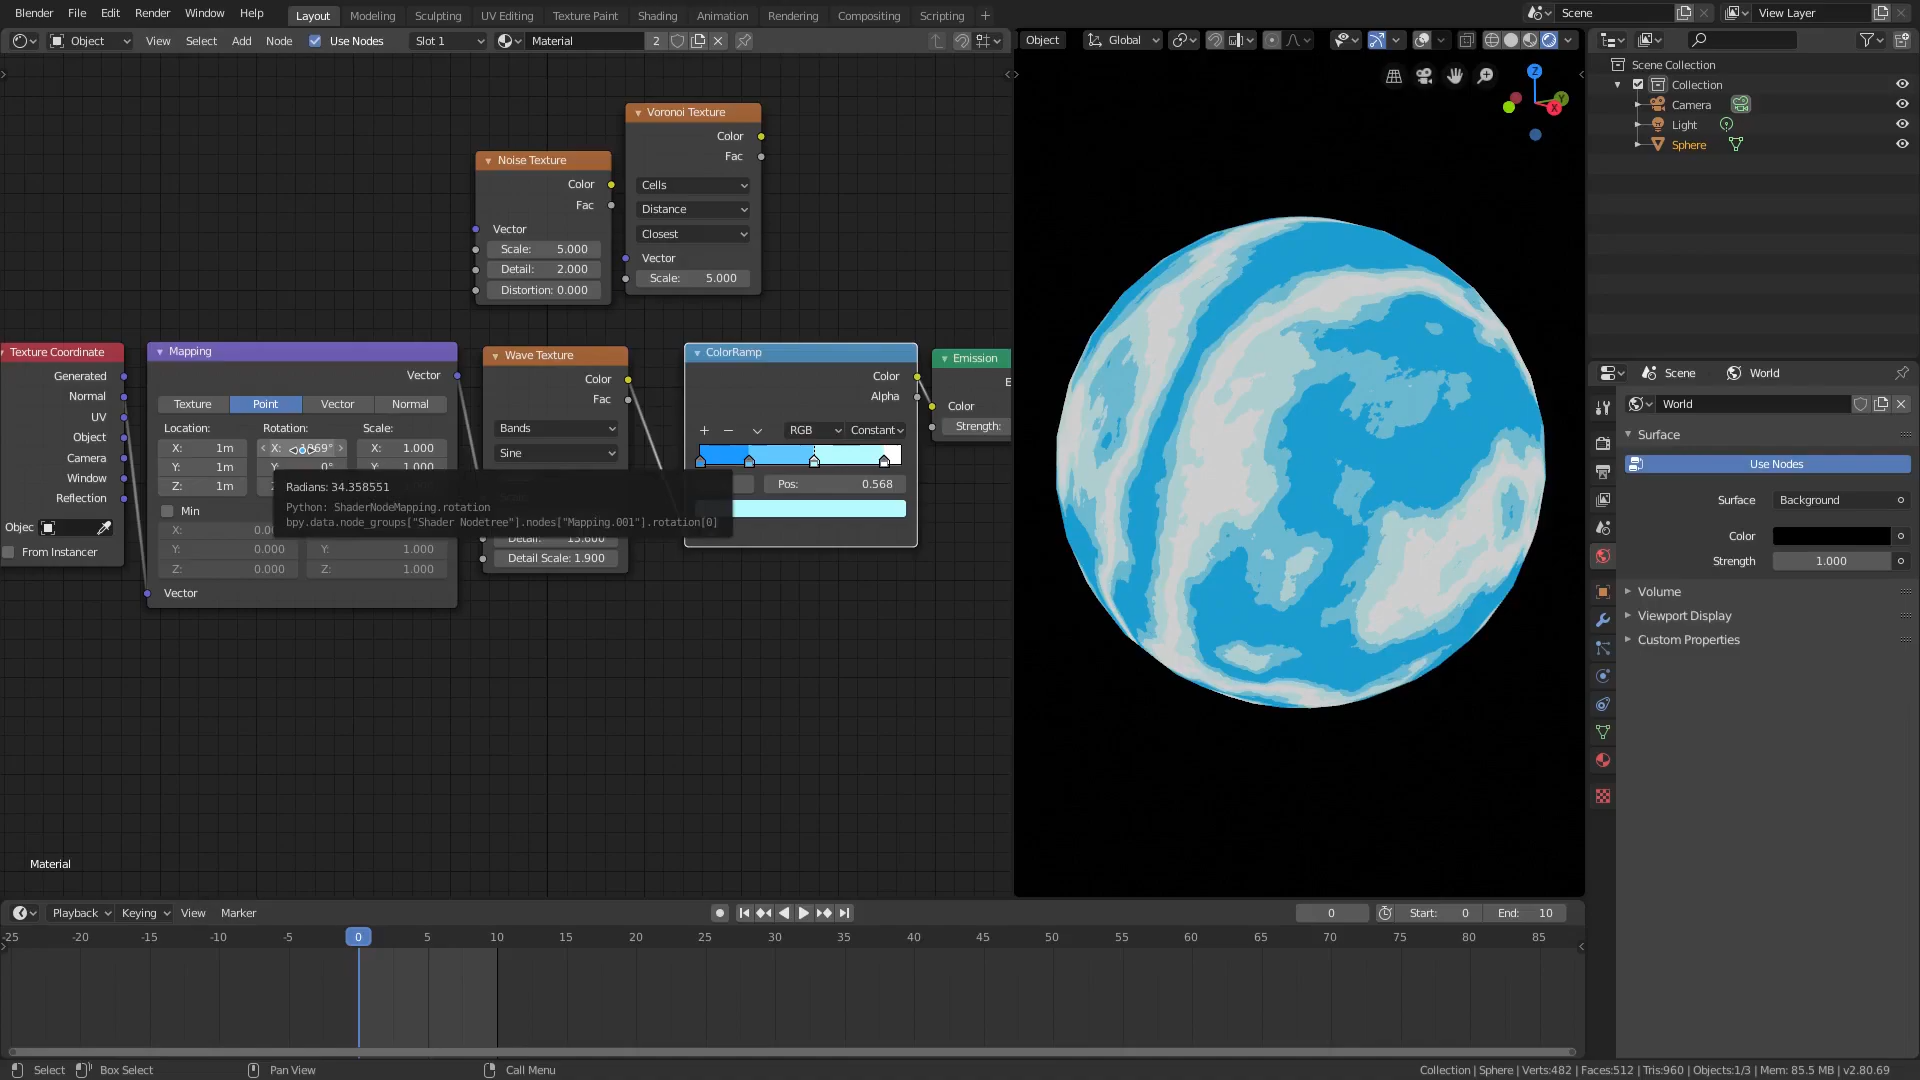 Blender File Edit Render Window Help Layout Modeling Sculpting UV Editing Texture Paint Shading Animation Rendering Compositing Scripting + Scene View Layer
Object View Select Add Node Use Nodes Slot 1 Material 2
Object Global
Scene Collection
Collection
Camera
Light
Sphere
Voronoi Texture
Color
Fac
Cells
Distance
Closest
Vector
Scale: 5.000
Noise Texture
Color
Fac
Vector
Scale: 5.000
Detail: 2.000
Distortion: 0.000
Texture Coordinate
Generated
Normal
UV
Object
Camera
Window
Reflection
Objec
From Instancer
Mapping
Vector
Texture Point Vector Normal
Location: Rotation: Scale:
X: 1m X: X: 1.000
Y: 1m Y: 0° Y: 1.000
Z: 1m
Min
X: 0.00
Y: 0.000 Y: 1.000
Z: 0.000 Z: 1.000
Vector
Radians: 34.358551
Python: ShaderNodeMapping.rotation
bpy.data.node_groups["Shader Nodetree"].nodes["Mapping.001"].rotation[0]
Wave Texture
Color
Fac
Bands
Sine
Detail: 15.600
Detail Scale: 1.900
ColorRamp
Color
Alpha
+ − RGB Constant
Pos: 0.568
Emission
E
Color
Strength:
Material
Z
Y
X
Scene World
World
Surface
Use Nodes
Surface Background
Color
Strength 1.000
Volume
Viewport Display
Custom Properties
Playback Keying View Marker 0 Start: 0 End: 10
-25 -20 -15 -10 -5 0 5 10 15 20 25 30 35 40 45 50 55 60 65 70 75 80 85
Select Box Select Pan View Call Menu Collection | Sphere | Verts:482 | Faces:512 | Tris:960 | Objects:1/3 | Mem: 85.5 MB | v2.80.69